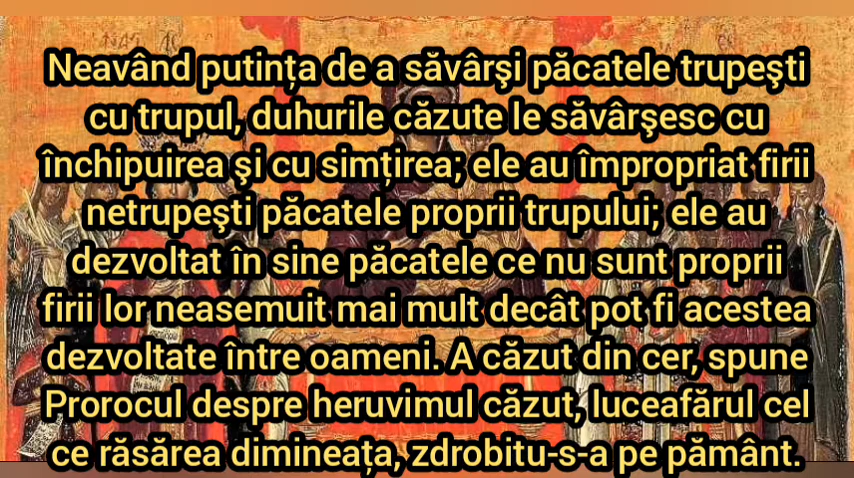 Neavând putința de a săvârşi păcatele trupeşti
cu trupul, duhurile căzute le săvârşesc cu
închipuirea şi cu simțirea; ele au împropriat firii
netrupeşti păcatele proprii trupului; ele au
dezvoltat în sine păcatele ce nu sunt proprii
firii lor neasemuit mai mult decât pot fi acestea
dezvoltate între oameni. A căzut din cer, spune
Prorocul despre heruvimul căzut, luceafărul cel
ce răsărea dimineața, zdrobitu-s-a pe pământ.